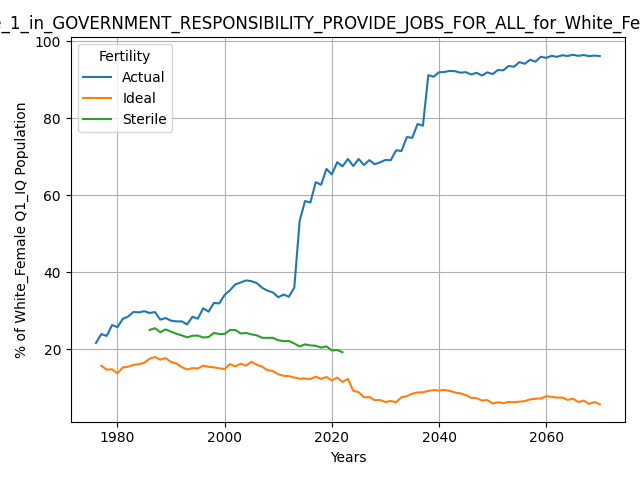 e_1_in_GOVERNMENT_RESPONSIBILITY_PROVIDE_JOBS_FOR_ALL_for_White_Fe
Fertility
Actual
Ideal
Sterile
100
80
60
40
20
% of White_Female Q1_IQ Population
1980 2000 2020 2040 2060
Years